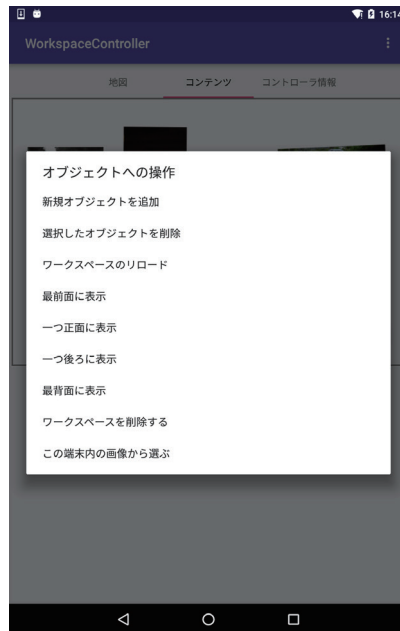 16:14
WorkspaceController
地図 コンテンツ コントローラ情報
オブジェクトへの操作
新規オブジェクトを追加
選択したオブジェクトを削除
ワークスペースのリロード
最前面に表示
一つ正面に表示
一つ後ろに表示
最背面に表示
ワークスペースを削除する
この端末内の画像から選ぶ